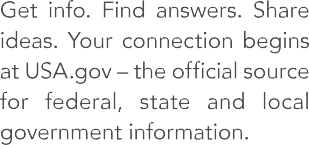 Get info. Find answers. Share
ideas. Your connection begins
at USA.gov – the official source
for federal, state and local
government information.